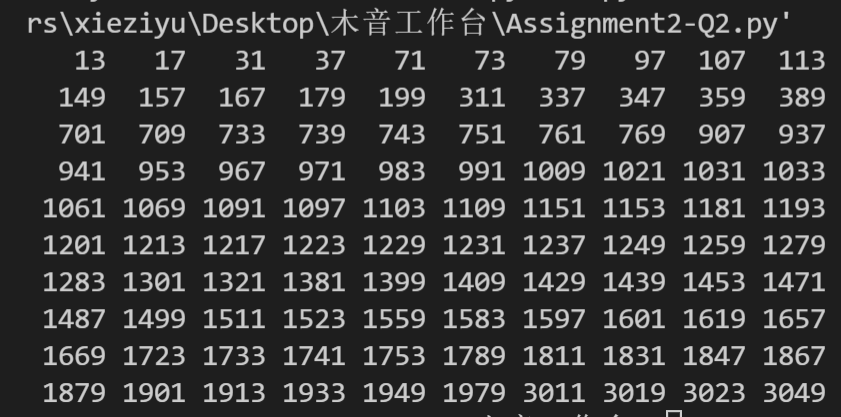 rs\xieziyu\Desktop\木音工作台\Assignment2-Q2.py'
13 17 31 37 71 73 79 97 107 113
149 157 167 179 199 311 337 347 359 389
701 709 733 739 743 751 761 769 907 937
941 953 967 971 983 991 1009 1021 1031 1033
1061 1069 1091 1097 1103 1109 1151 1153 1181 1193
1201 1213 1217 1223 1229 1231 1237 1249 1259 1279
1283 1301 1321 1381 1399 1409 1429 1439 1453 1471
1487 1499 1511 1523 1559 1583 1597 1601 1619 1657
1669 1723 1733 1741 1753 1789 1811 1831 1847 1867
1879 1901 1913 1933 1949 1979 3011 3019 3023 3049